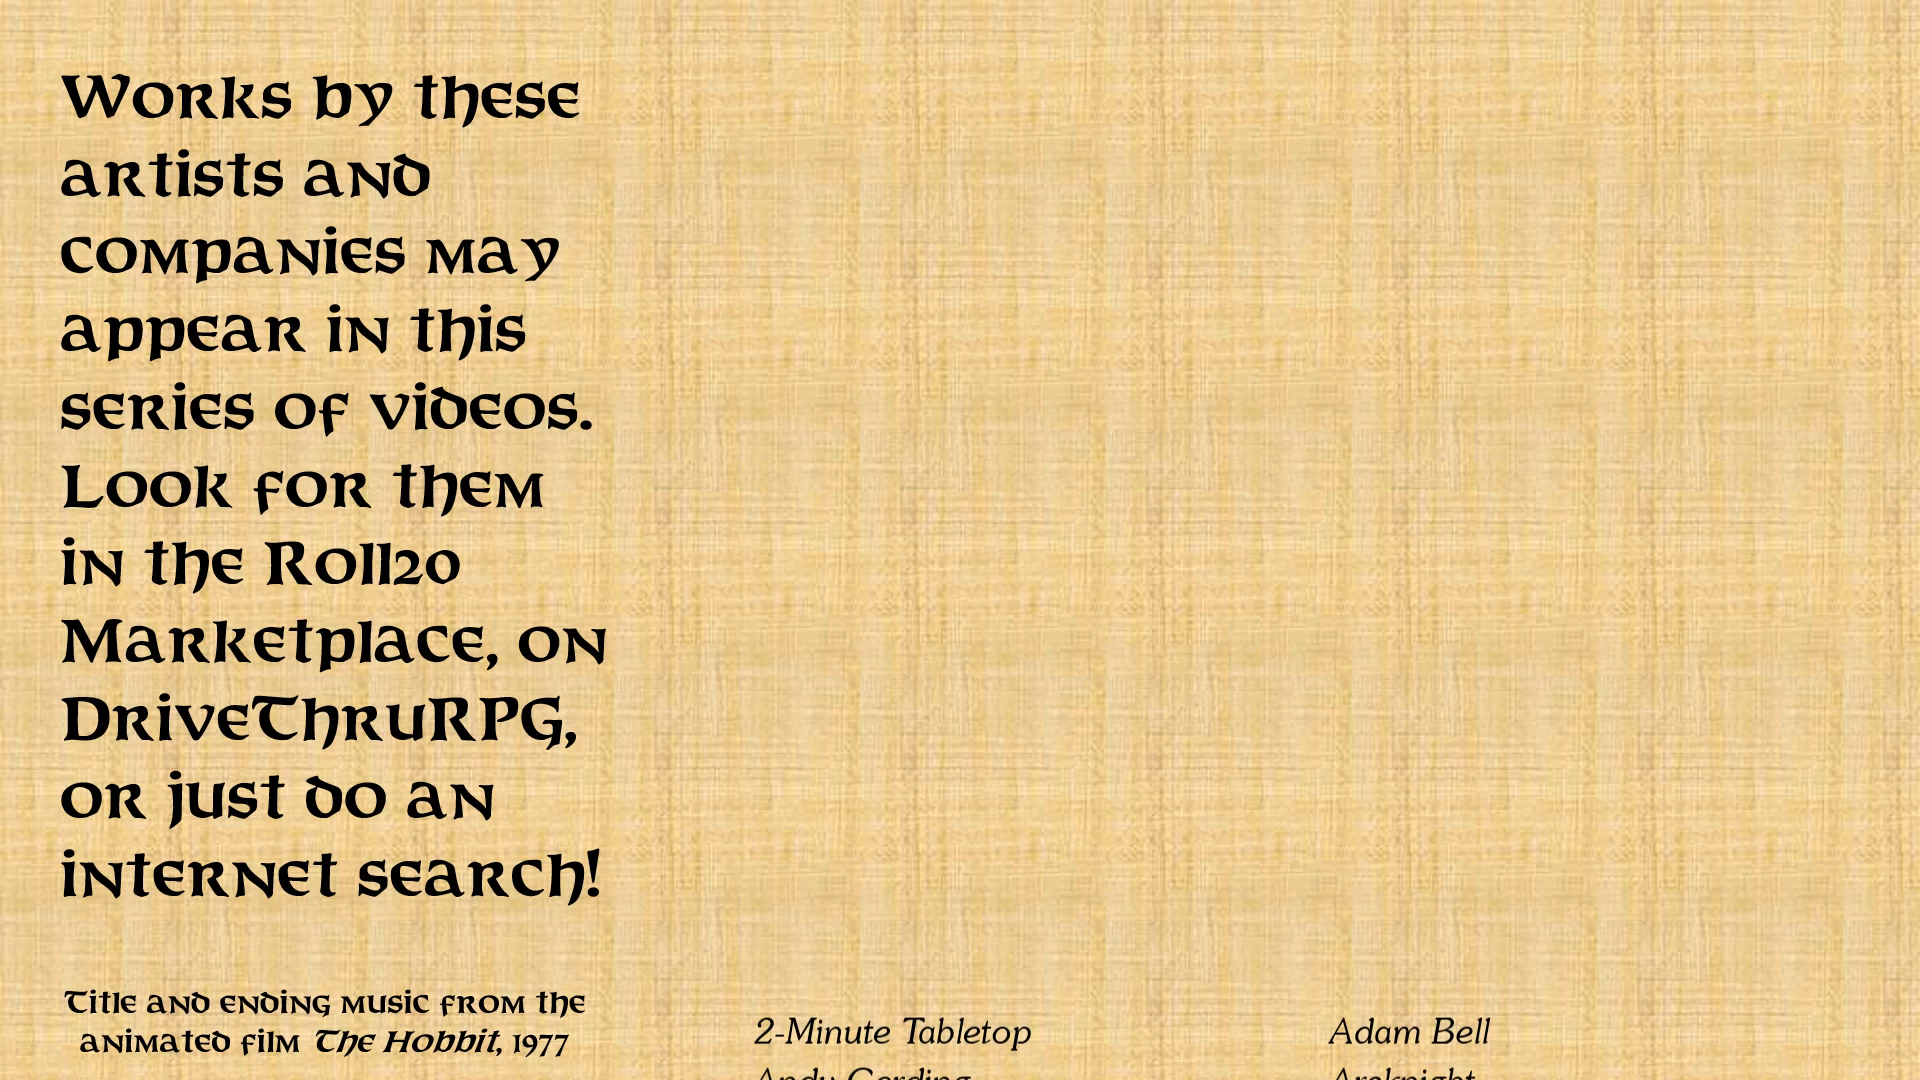 Works by these
artists and
companies may
appear in this
series of videos.
Look for them
in the Roll20
Marketplace, on
DriveThruRPG,
or just do an
internet search!
Title and ending music from the
animated film The Hobbit, 1977
2-Minute Tabletop
Adam Bell